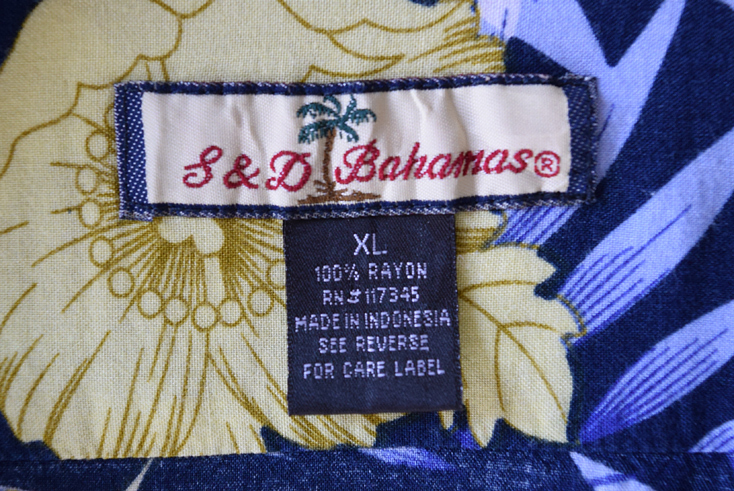 S & D Bahamas®
XL
100% RAYON
RN# 117345
MADE IN INDONESIA
SEE REVERSE
FOR CARE LABEL